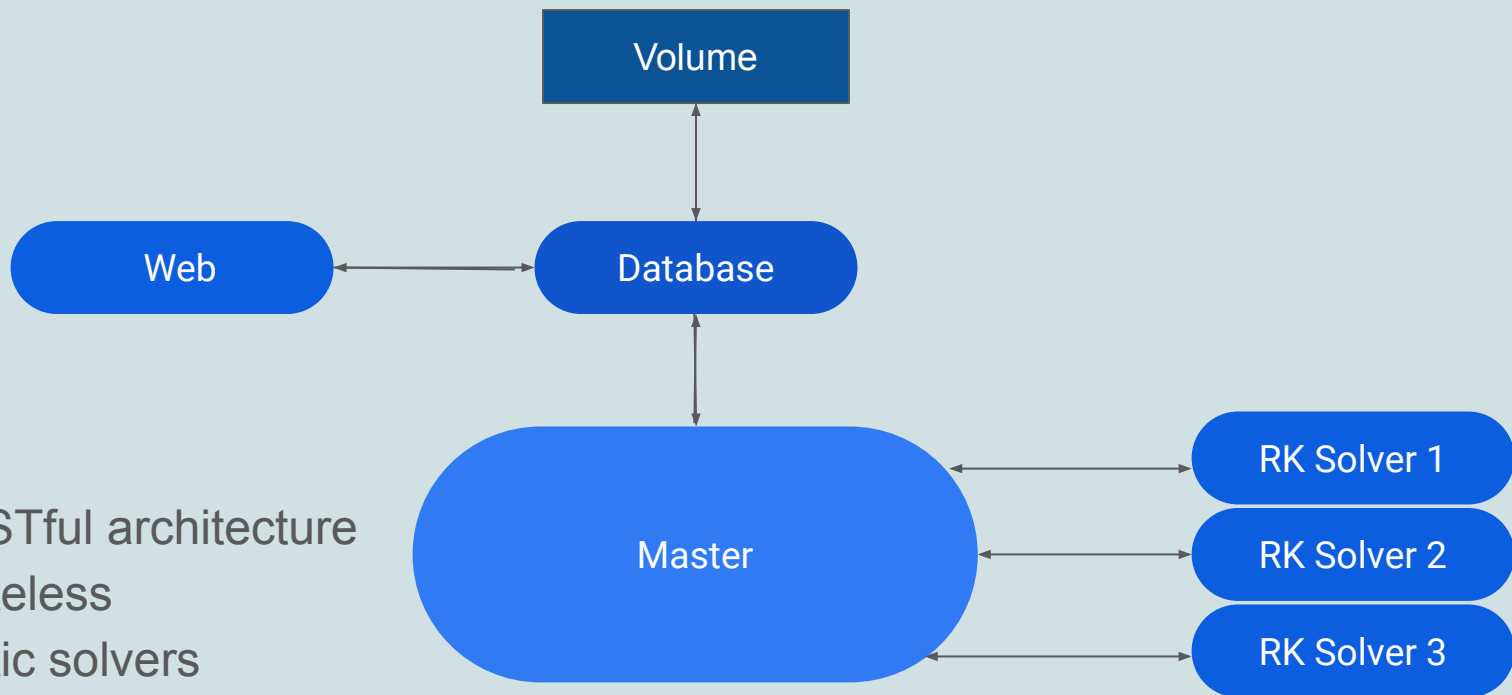 Volume
Web
Database
STful architecture
Master
eless
ic solvers
RK Solver 1
RK Solver 2
RK Solver 3